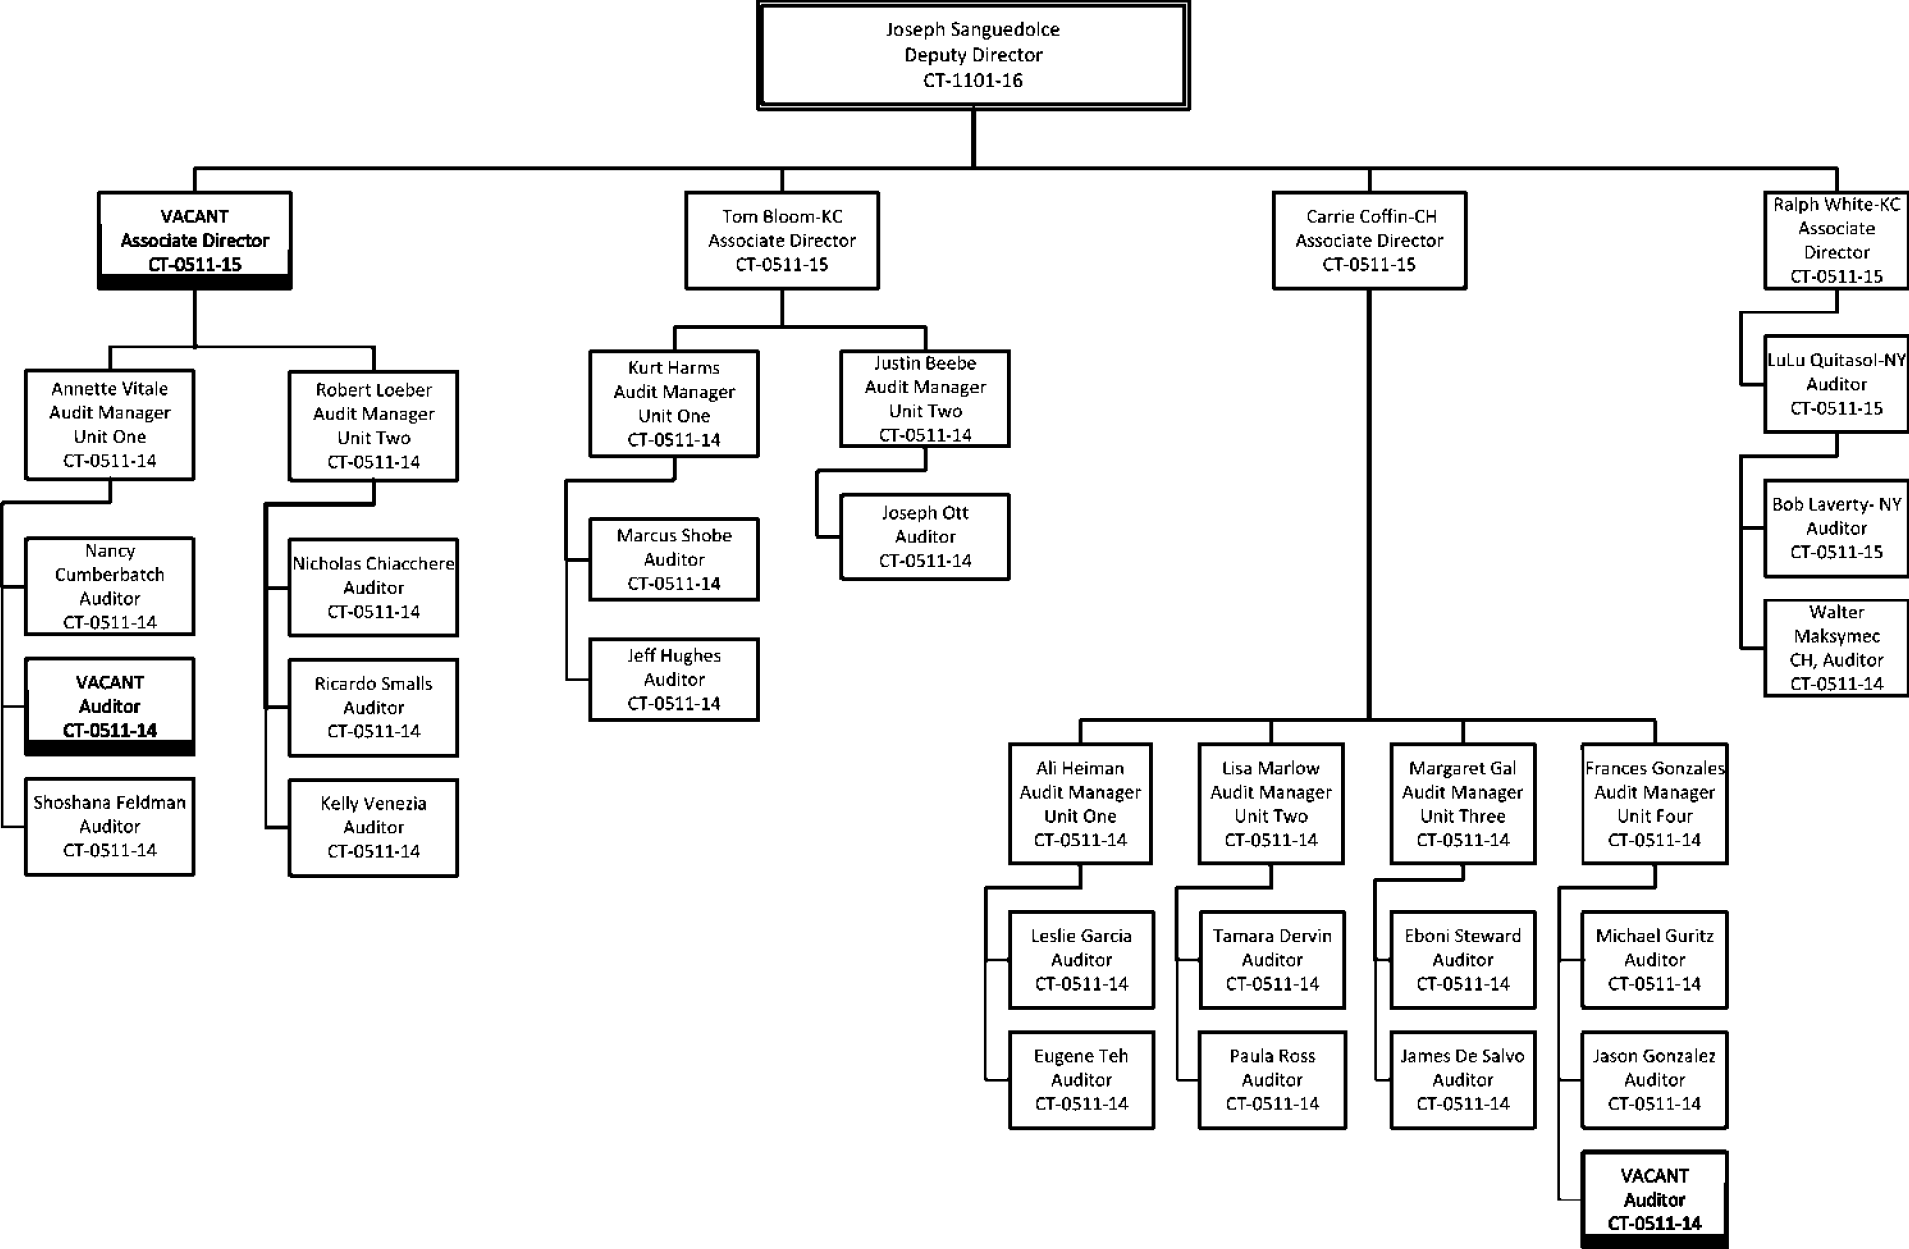 Joseph Sanguedolce
Deputy Director
CT-1101-16
VACANT
Associate Director
CT-0511-15
Tom Bloom-KC
Associate Director
CT-0511-15
Carrie Coffin-CH
Associate Director
CT-0511-15
Ralph White-KC
Associate
Director
CT-0511-15
Annette Vitale
Audit Manager
Unit One
CT-0511-14
Robert Loeber
Audit Manager
Unit Two
CT-0511-14
Kurt Harms
Audit Manager
Unit One
CT-0511-14
Justin Beebe
Audit Manager
Unit Two
CT-0511-14
LuLu Quitasol-NY
Auditor
CT-0511-15
Nancy
Cumberbatch
Auditor
CT-0511-14
Nicholas Chiacchere
Auditor
CT-0511-14
Marcus Shobe
Auditor
CT-0511-14
Joseph Ott
Auditor
CT-0511-14
Bob Laverty- NY
Auditor
CT-0511-15
VACANT
Auditor
CT-0511-14
Ricardo Smalls
Auditor
CT-0511-14
Jeff Hughes
Auditor
CT-0511-14
Walter
Maksymec
CH, Auditor
CT-0511-14
Shoshana Feldman
Auditor
CT-0511-14
Kelly Venezia
Auditor
CT-0511-14
Ali Heiman
Audit Manager
Unit One
CT-0511-14
Lisa Marlow
Audit Manager
Unit Two
CT-0511-14
Margaret Gal
Audit Manager
Unit Three
CT-0511-14
Frances Gonzales
Audit Manager
Unit Four
CT-0511-14
Leslie Garcia
Auditor
CT-0511-14
Tamara Dervin
Auditor
CT-0511-14
Eboni Steward
Auditor
CT-0511-14
Michael Guritz
Auditor
CT-0511-14
Eugene Teh
Auditor
CT-0511-14
Paula Ross
Auditor
CT-0511-14
James De Salvo
Auditor
CT-0511-14
Jason Gonzalez
Auditor
CT-0511-14
VACANT
Auditor
CT-0511-14